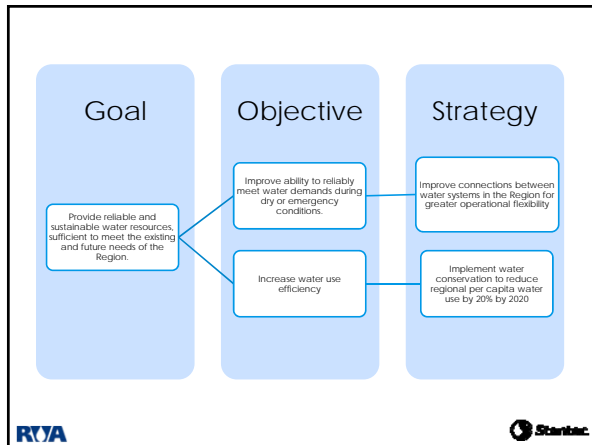 Goal
Objective
Strategy
Provide reliable and
sustainable water resources,
sufficient to meet the existing
and future needs of the
Region.
Improve ability to reliably
meet water demands during
dry or emergency
conditions.
Increase water use
efficiency
Improve connections between
water systems in the Region for
greater operational flexibility
Implement water
conservation to reduce
regional per capita water
use by 20% by 2020
RWA
Stantec